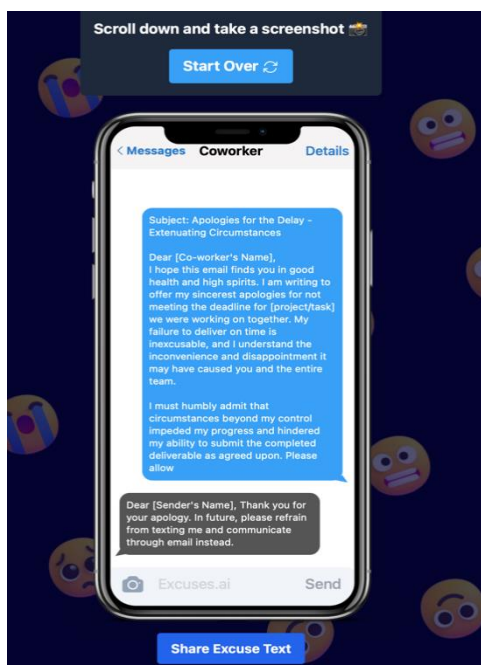 Scroll down and take a screenshot 📸
Start Over
Messages Coworker Details
Subject: Apologies for the Delay –
Extenuating Circumstances
Dear [Co-worker's Name],
I hope this email finds you in good
health and high spirits. I am writing to
offer my sincerest apologies for not
meeting the deadline for [project/task]
we were working on together. My
failure to deliver on time is
inexcusable, and I understand the
inconvenience and disappointment it
may have caused you and the entire
team.
I must humbly admit that
circumstances beyond my control
impeded my progress and hindered
my ability to submit the completed
deliverable as agreed upon. Please
allow
Dear [Sender's Name], Thank you for
your apology. In future, please refrain
from texting me and communicate
through email instead.
Excuses.ai Send
Share Excuse Text